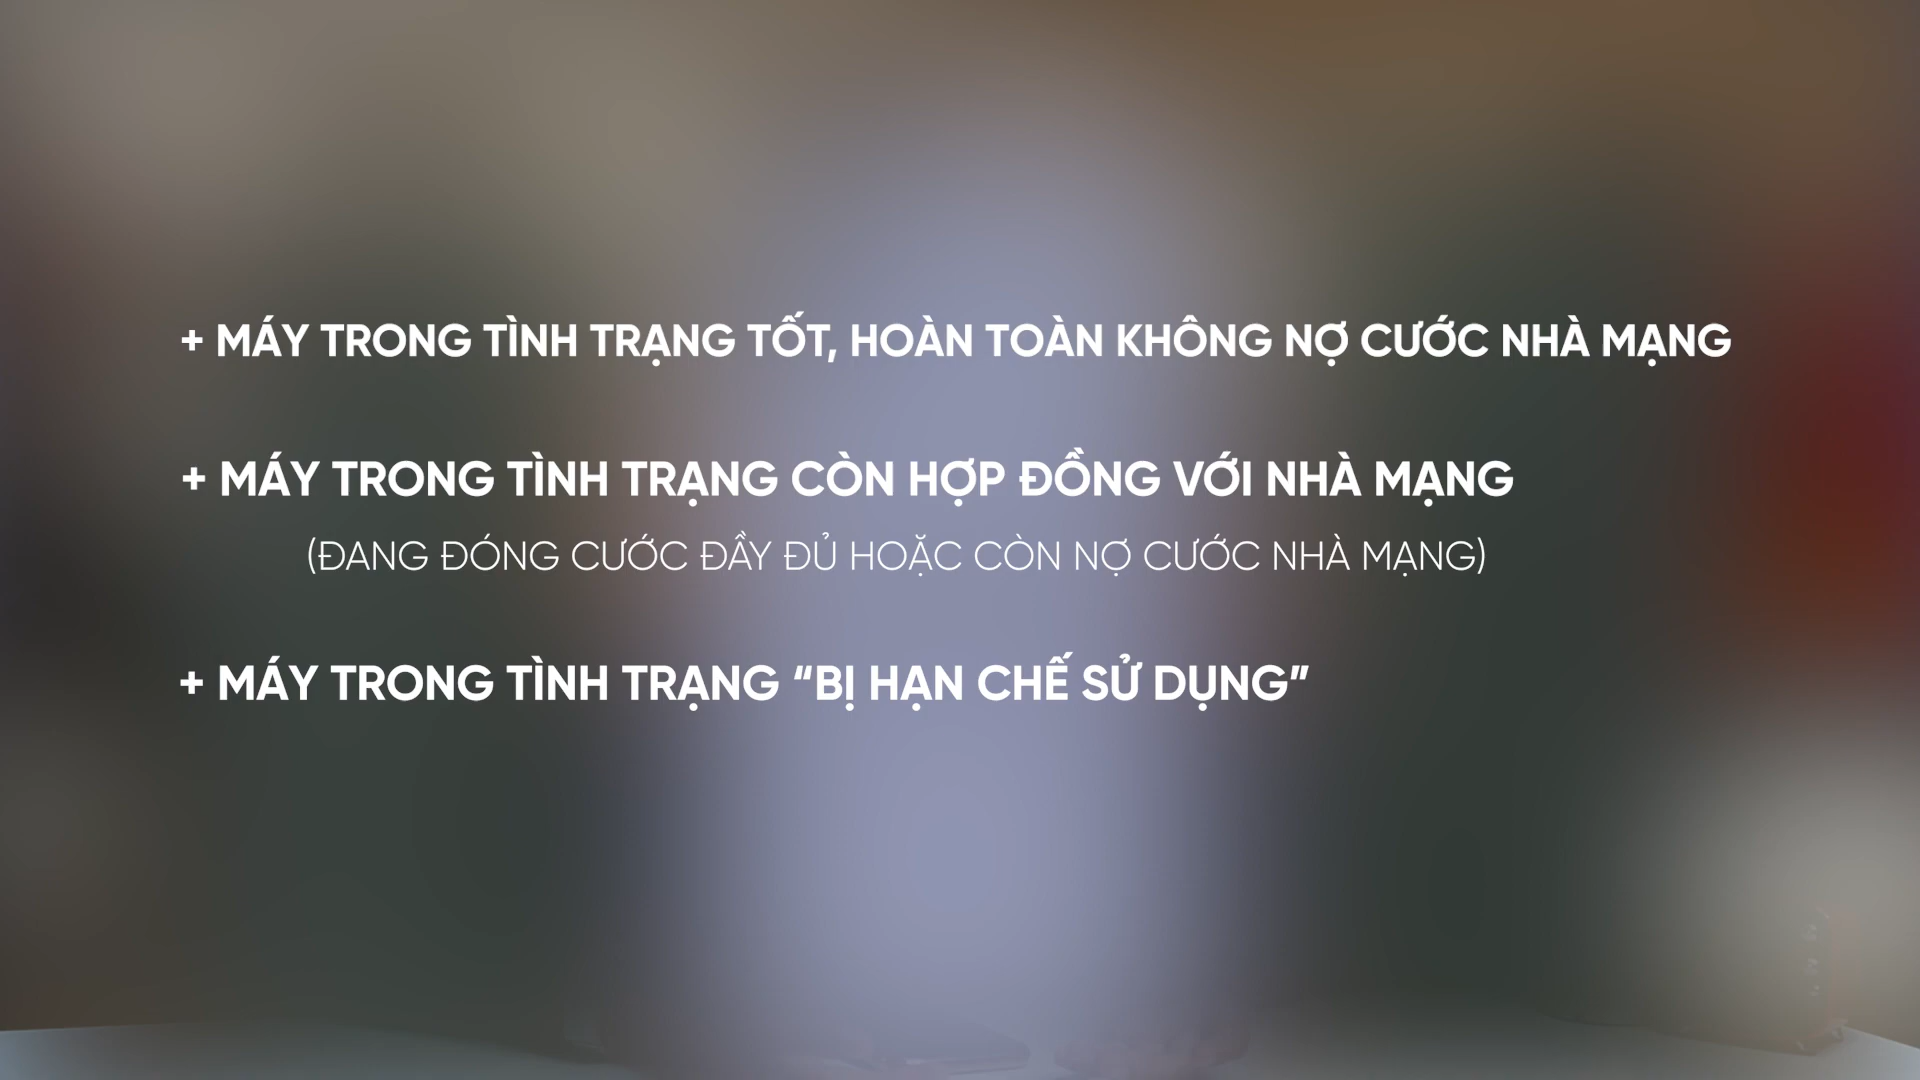 + MÁY TRONG TÌNH TRẠNG TỐT, HOÀN TOÀN KHÔNG NỢ CƯỚC NHÀ MẠNG
+ MÁY TRONG TÌNH TRẠNG CÒN HỢP ĐỒNG VỚI NHÀ MẠNG
(ĐANG ĐÓNG CƯỚC ĐẦY ĐỦ HOẶC CÒN NỢ CƯỚC NHÀ MẠNG)
+ MÁY TRONG TÌNH TRẠNG “BỊ HẠN CHẾ SỬ DỤNG”